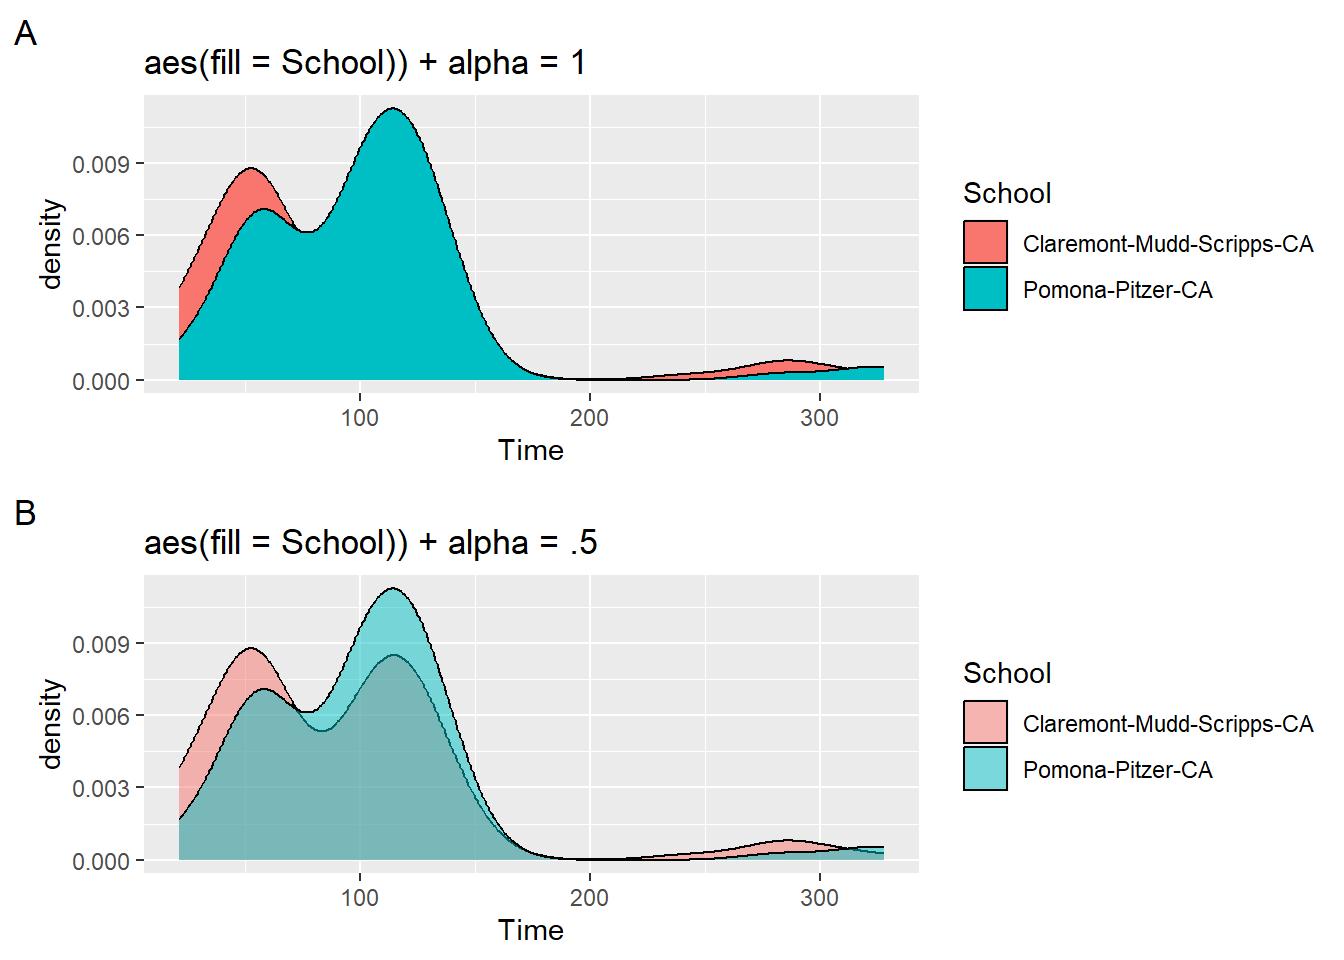 A
aes(fill = School)) + alpha = 1
density
0.009
0.006
0.003
0.000
100 200 300
Time
School
Claremont-Mudd-Scripps-CA
Pomona-Pitzer-CA
B
aes(fill = School)) + alpha = .5
density
0.009
0.006
0.003
0.000
100 200 300
Time
School
Claremont-Mudd-Scripps-CA
Pomona-Pitzer-CA